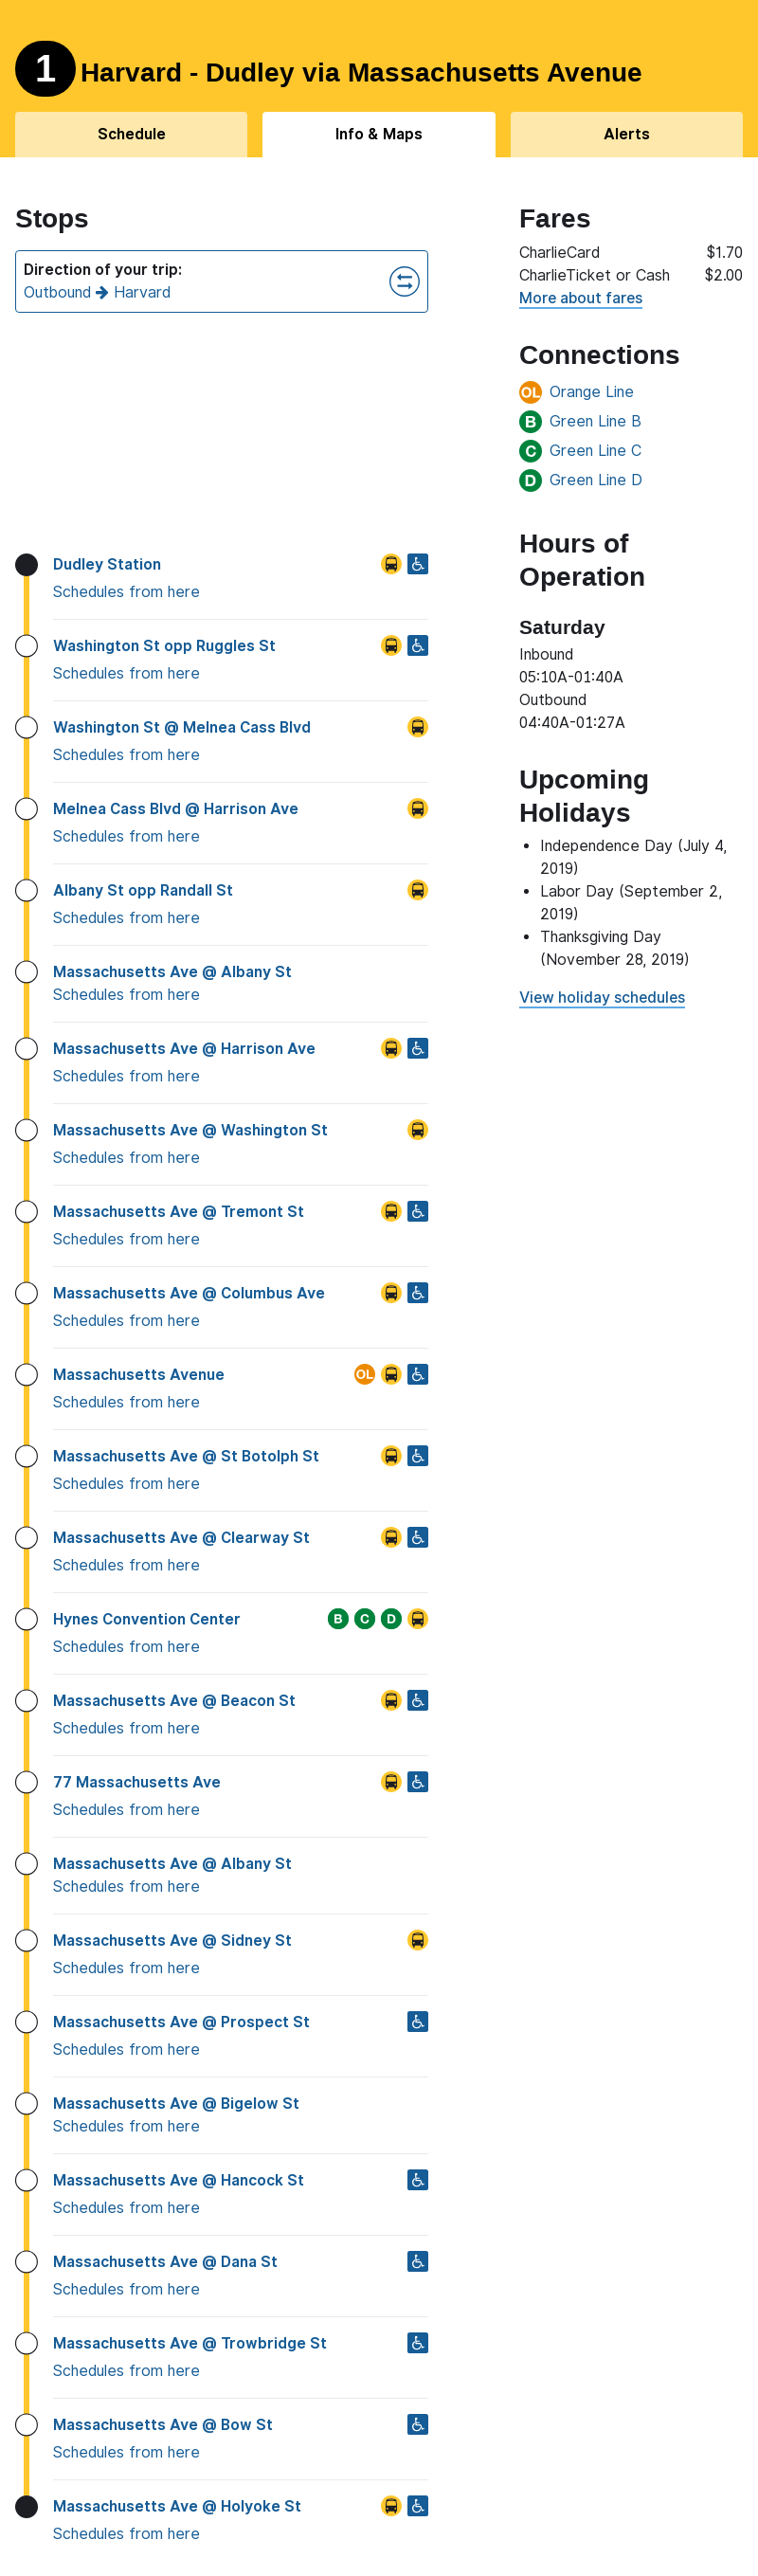 1 Harvard - Dudley via Massachusetts Avenue
Schedule
Info & Maps
Alerts
Stops
Direction of your trip:
Outbound → Harvard
Dudley Station
Schedules from here
Washington St opp Ruggles St
Schedules from here
Washington St @ Melnea Cass Blvd
Schedules from here
Melnea Cass Blvd @ Harrison Ave
Schedules from here
Albany St opp Randall St
Schedules from here
Massachusetts Ave @ Albany St
Schedules from here
Massachusetts Ave @ Harrison Ave
Schedules from here
Massachusetts Ave @ Washington St
Schedules from here
Massachusetts Ave @ Tremont St
Schedules from here
Massachusetts Ave @ Columbus Ave
Schedules from here
Massachusetts Avenue OL
Schedules from here
Massachusetts Ave @ St Botolph St
Schedules from here
Massachusetts Ave @ Clearway St
Schedules from here
Hynes Convention Center B C D
Schedules from here
Massachusetts Ave @ Beacon St
Schedules from here
77 Massachusetts Ave
Schedules from here
Massachusetts Ave @ Albany St
Schedules from here
Massachusetts Ave @ Sidney St
Schedules from here
Massachusetts Ave @ Prospect St
Schedules from here
Massachusetts Ave @ Bigelow St
Schedules from here
Massachusetts Ave @ Hancock St
Schedules from here
Massachusetts Ave @ Dana St
Schedules from here
Massachusetts Ave @ Trowbridge St
Schedules from here
Massachusetts Ave @ Bow St
Schedules from here
Massachusetts Ave @ Holyoke St
Schedules from here
Fares
CharlieCard $1.70
CharlieTicket or Cash $2.00
More about fares
Connections
OL Orange Line
B Green Line B
C Green Line C
D Green Line D
Hours of
Operation
Saturday
Inbound
05:10A-01:40A
Outbound
04:40A-01:27A
Upcoming
Holidays
• Independence Day (July 4,
2019)
• Labor Day (September 2,
2019)
• Thanksgiving Day
(November 28, 2019)
View holiday schedules